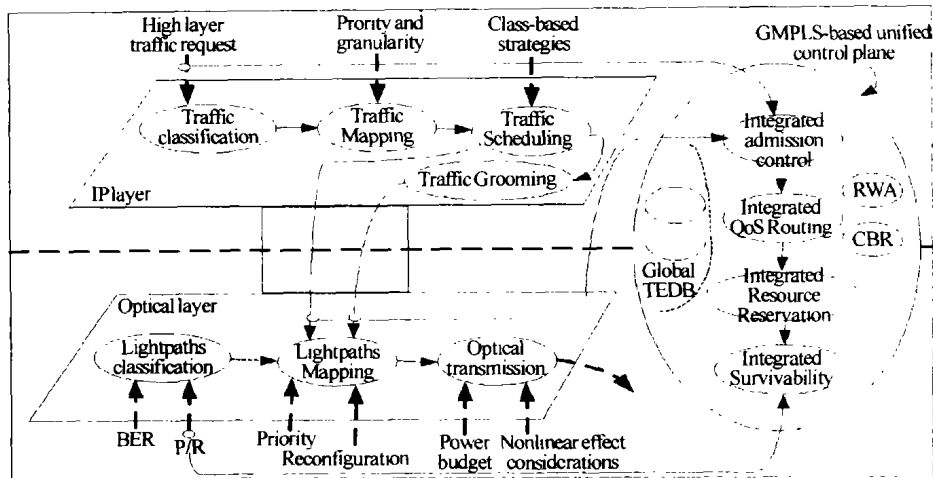 High layer
traffic request
Prority and
granularity
Class-based
strategies
GMPLS-based unified
control plane
Traffic
classification
Traffic
Mapping
Traffic
Scheduling
Integrated
admission
control
Traffic Grooming
IP layer
RWA
Integrated
QoS Routing
CBR
Global
TEDB
Integrated
Resource
Reservation
Optical layer
Lightpaths
classification
Lightpaths
Mapping
Optical
transmission
Integrated
Survivability
BER
P/R
Priority
Reconfiguration
Power
budget
Nonlinear effect
considerations